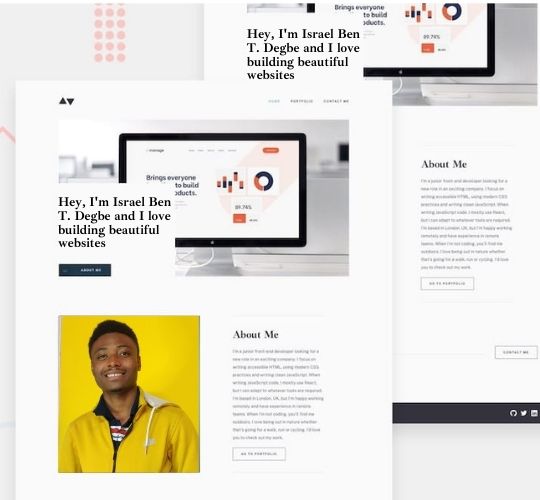 Brings everyone
oducts.
Hey, I'm Israel Ben
T. Degbe and I love
building beautiful
websites
89.74%
HOME PORTFOLIO CONTACT ME
manage
Brings everyone
to build
products.
89.74%
Hey, I'm Israel Ben
T. Degbe and I love
building beautiful
websites
ABOUT ME
About Me
I'm a junior front-end developer looking for a
new role in an exciting company. I focus on
writing accessible HTML, using modern CSS
practices and writing clean JavaScript. When
writing JavaScript code, I mostly use React,
but I can adapt to whatever tools are required.
I'm based in London, UK, but I'm happy working
remotely and have experience in remote
teams. When I'm not coding, you'll find me
outdoors. I love being out in nature whether
that's going for a walk, run or cycling. I'd love
you to check out my work.
GO TO PORTFOLIO
CONTACT ME
About Me
I'm a junior front-end developer looking for a
new role in an exciting company. I focus on
writing accessible HTML, using modern CSS
practices and writing clean JavaScript. When
writing JavaScript code, I mostly use React,
but I can adapt to whatever tools are required.
I'm based in London, UK, but I'm happy working
remotely and have experience in remote
teams. When I'm not coding, you'll find me
outdoors. I love being out in nature whether
that's going for a walk, run or cycling. I'd love
you to check out my work.
GO TO PORTFOLIO